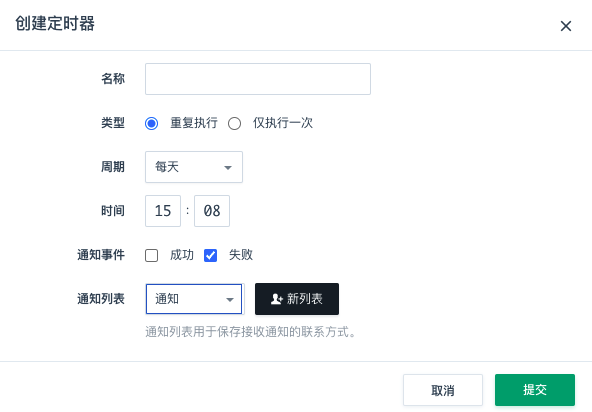 创建定时器
名称
类型 重复执行 仅执行一次
周期 每天
时间 15 : 08
通知事件 成功 失败
通知列表 通知 新列表
通知列表用于保存接收通知的联系方式。
取消 提交